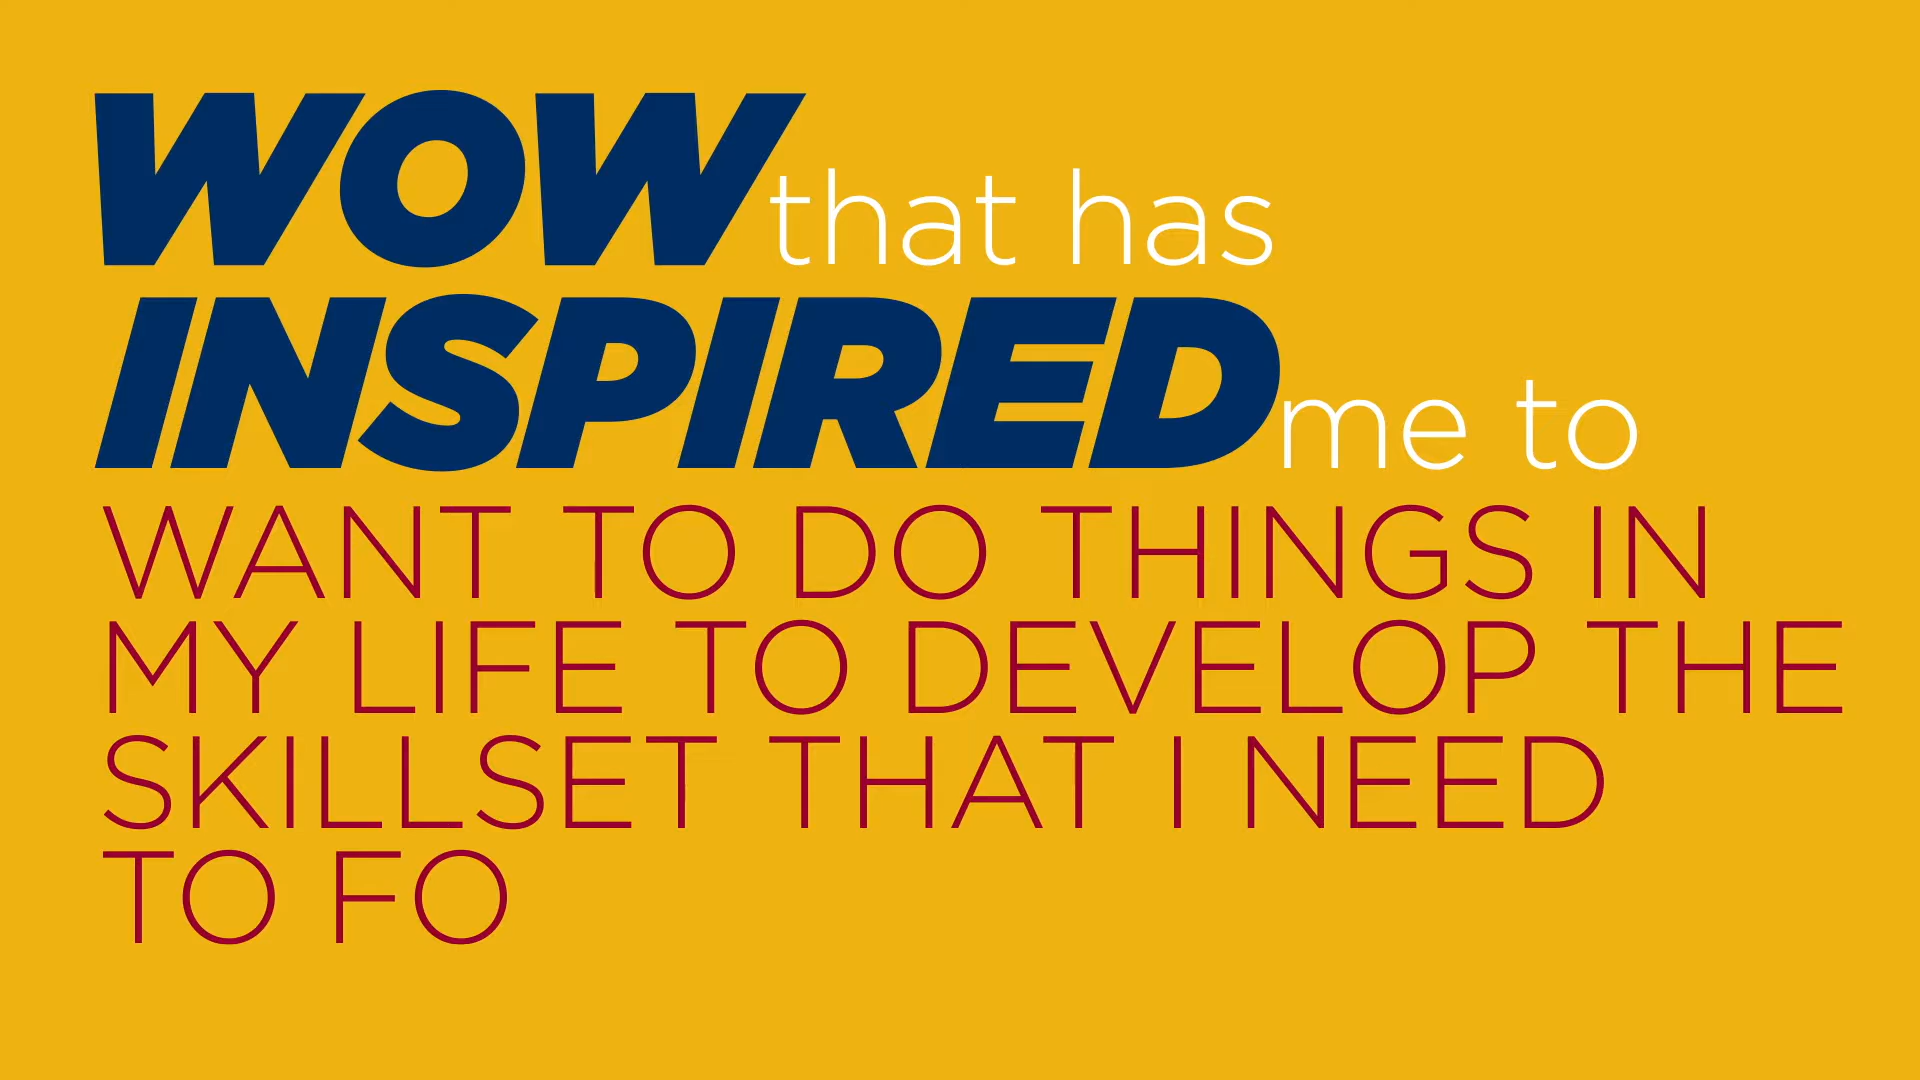 WOW that has
INSPIRED me to
WANT TO DO THINGS IN
MY LIFE TO DEVELOP THE
SKILLSET THAT I NEED
TO FO